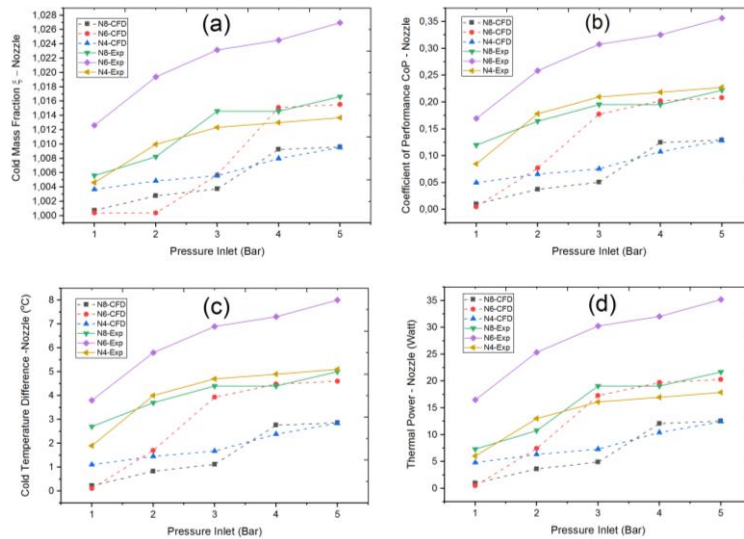 (a)
1,028
1,026
1,024
1,022
1,020
1,018
1,016
1,014
1,012
1,010
1,008
1,006
1,004
1,002
1,000
Cold Mass Fraction ξ – Nozzle
N8-CFD
N6-CFD
N4-CFD
N8-Exp
N6-Exp
N4-Exp
1 2 3 4 5
Pressure Inlet (Bar)
(b)
0,35
0,30
0,25
0,20
0,15
0,10
0,05
0,00
Coefficient of Performance CoP - Nozzle
N8-CFD
N6-CFD
N4-CFD
N8-Exp
N6-Exp
N4-Exp
1 2 3 4 5
Pressure Inlet (Bar)
(c)
8
7
6
5
4
3
2
1
0
Cold Temperature Difference -Nozzle (ºC)
N8-CFD
N6-CFD
N4-CFD
N8-Exp
N6-Exp
N4-Exp
1 2 3 4 5
Pressure Inlet (Bar)
(d)
35
30
25
20
15
10
5
0
Thermal Power - Nozzle (Watt)
N8-CFD
N6-CFD
N4-CFD
N8-Exp
N6-Exp
N4-Exp
1 2 3 4 5
Pressure Inlet (Bar)